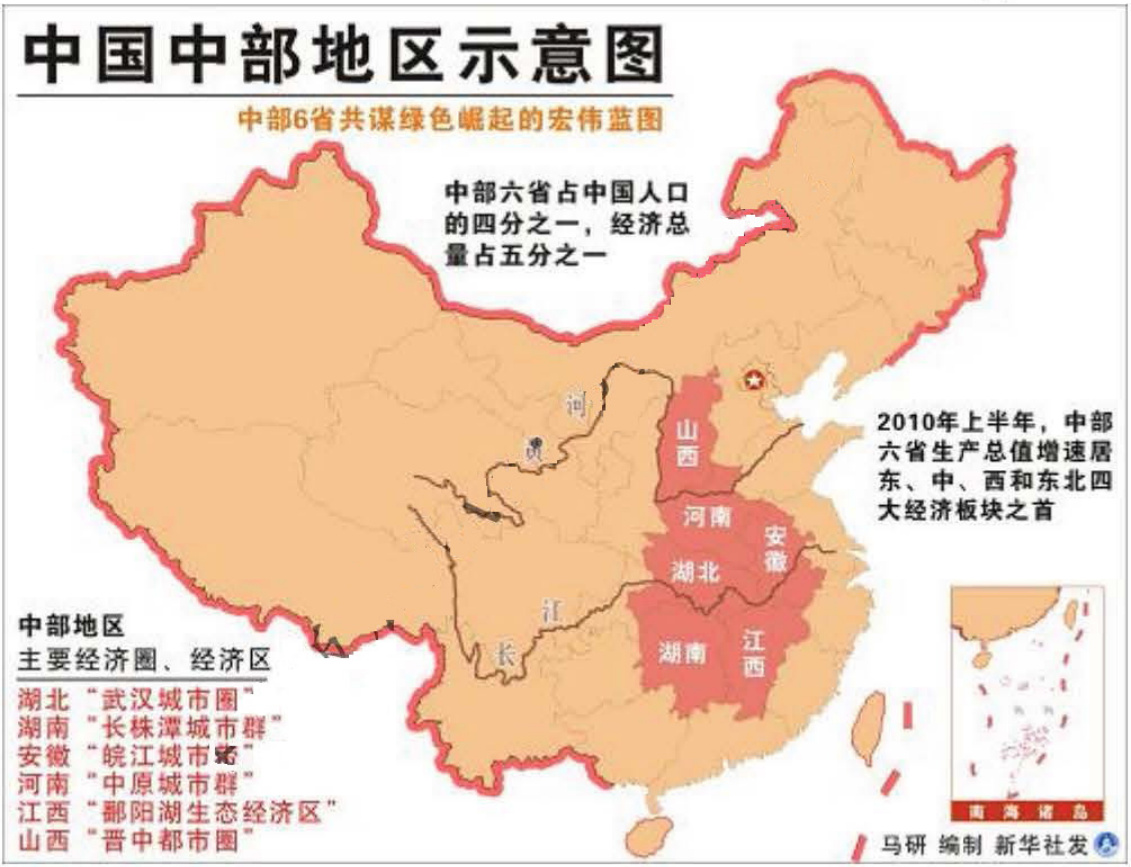 中国中部地区示意图
中部6省共谋绿色崛起的宏伟蓝图
中部六省占中国人口
的四分之一，经济总
量占五分之一
河
黄
山
西
2010年上半年，中部
六省生产总值增速居
东、中、西和东北四
大经济板块之首
河南
安
徽
湖北
江
长
湖南
江
西
中部地区
主要经济圈、经济区
湖北“武汉城市圈”
湖南“长株潭城市群”
安徽“皖江城市”
河南“中原城市群”
江西“鄱阳湖生态经济区”
山西“晋中都市圈”
南海诸岛
马研 编制 新华社发